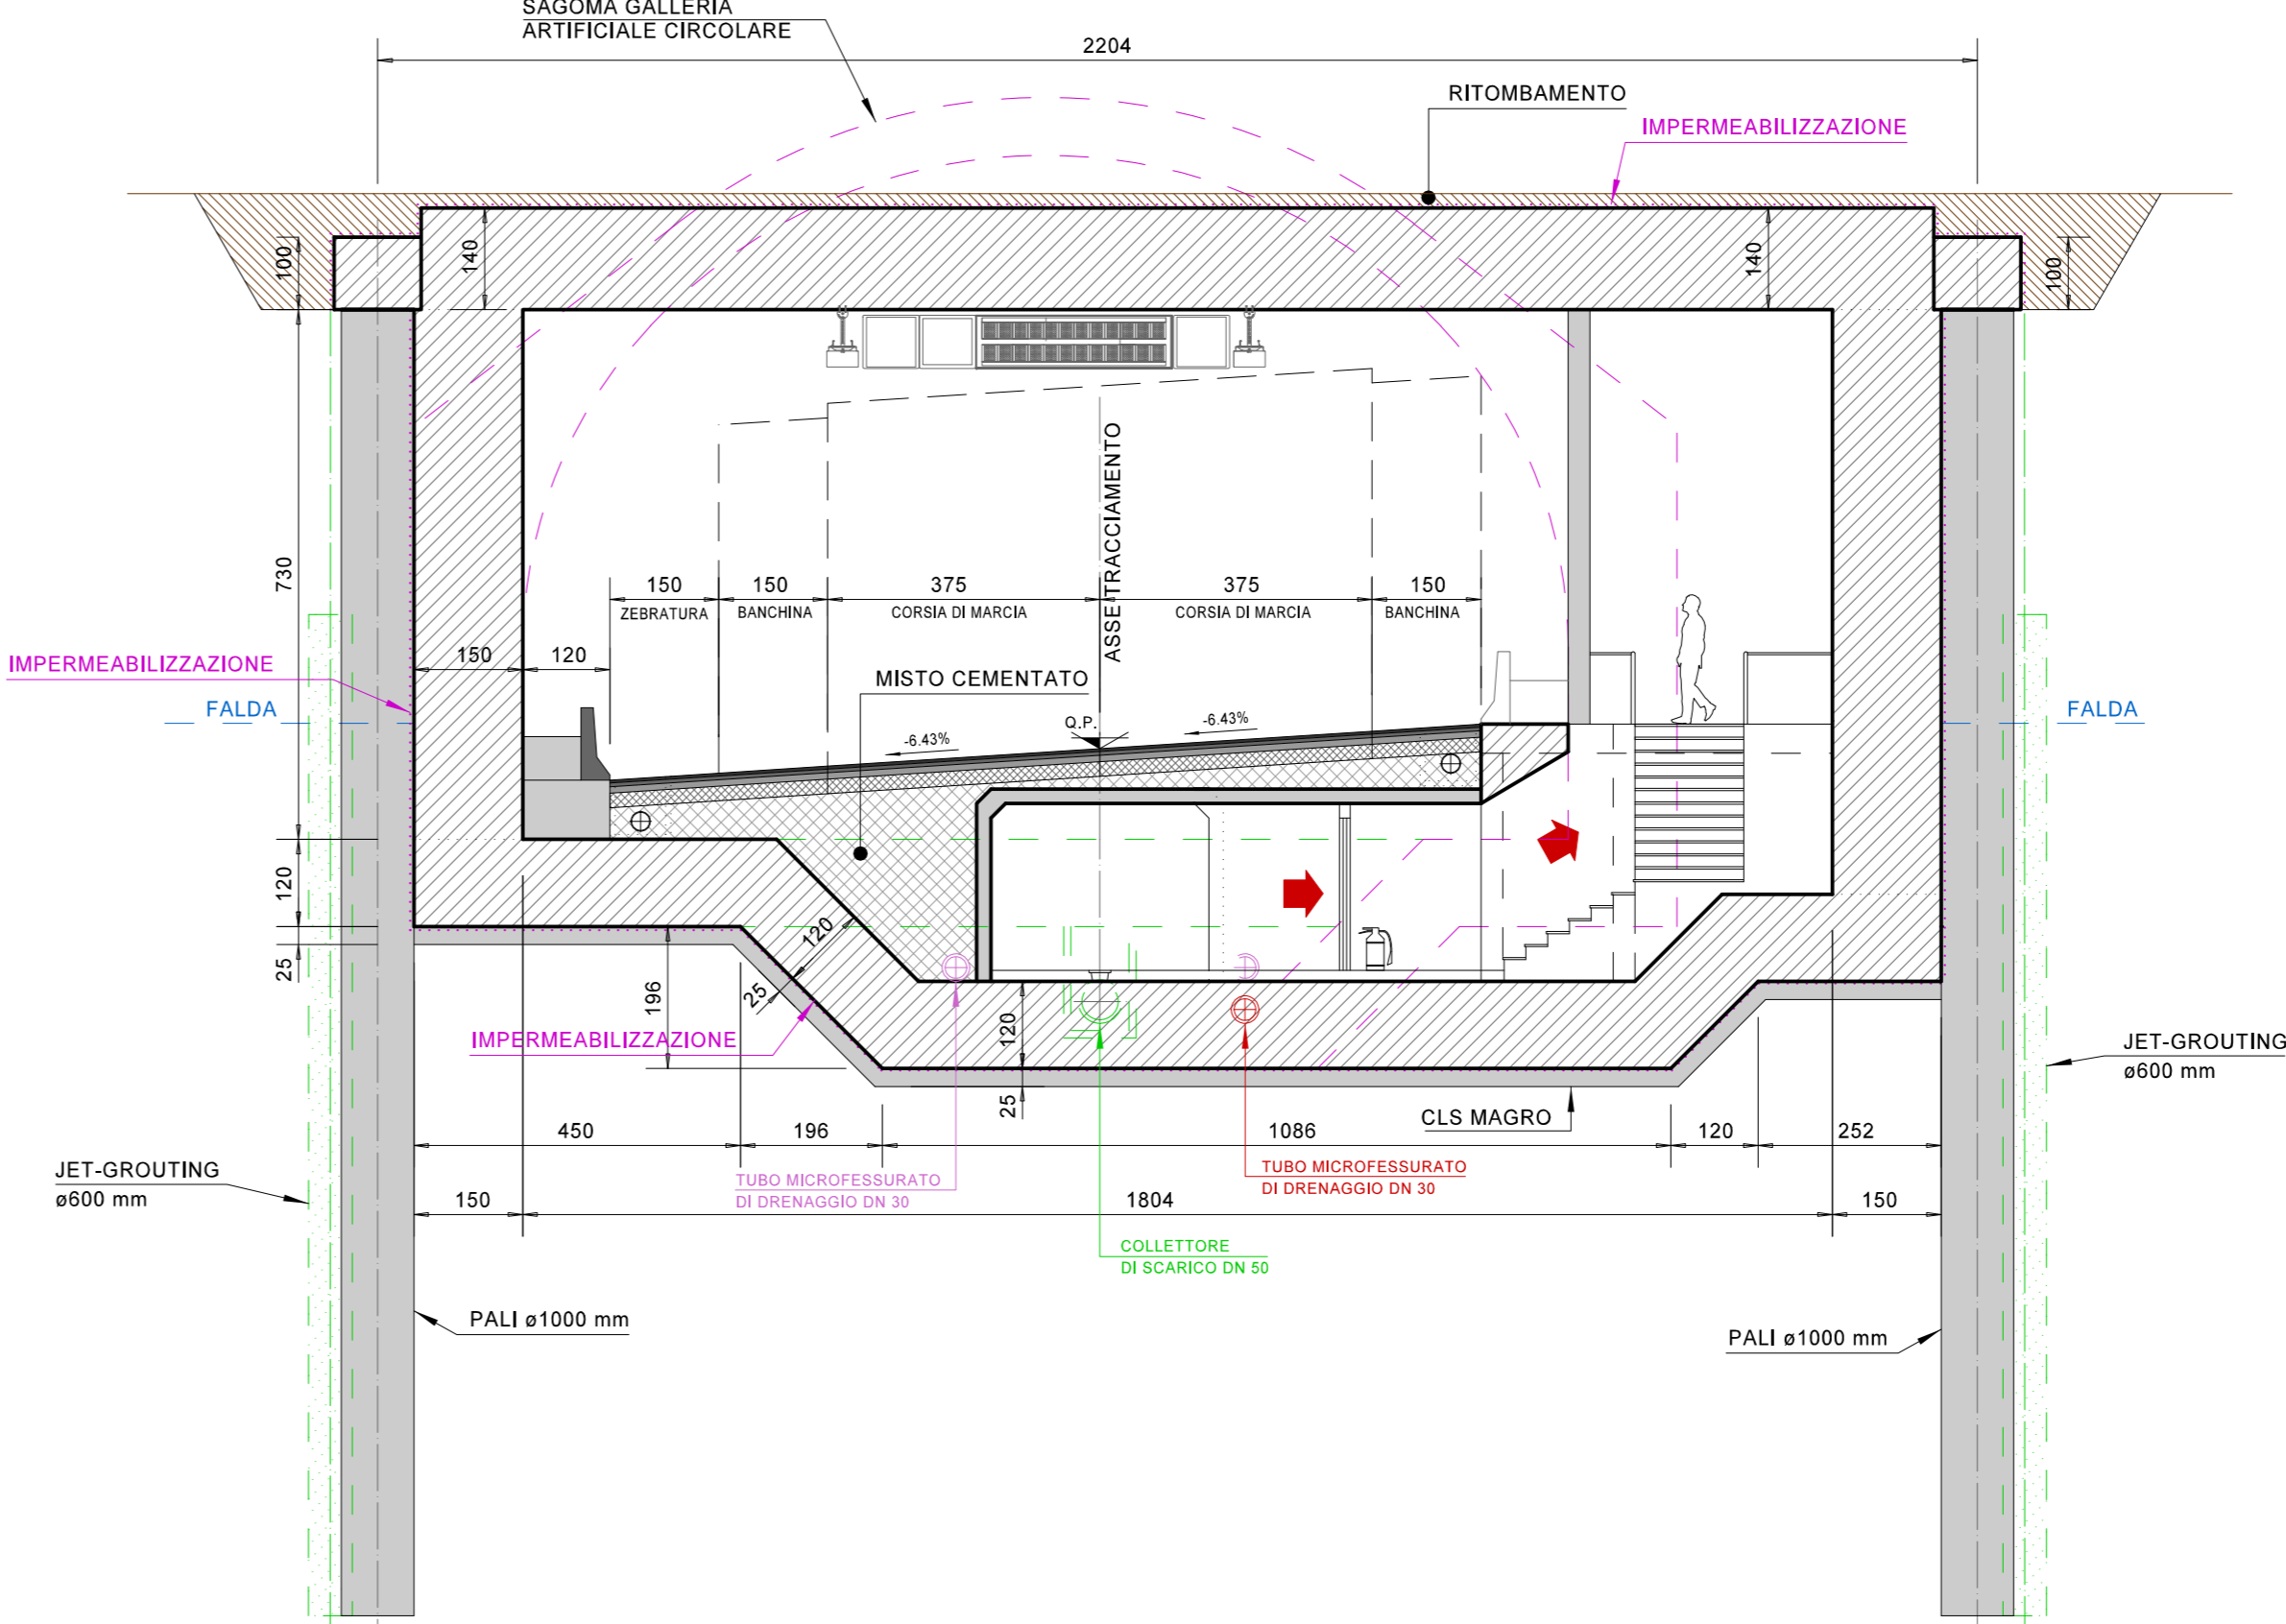 SAGOMA GALLERIA
ARTIFICIALE CIRCOLARE
2204
RITOMBAMENTO
IMPERMEABILIZZAZIONE
100
140
140
100
730
ASSE TRACCIAMENTO
150
150
375
375
150
ZEBRATURA
BANCHINA
CORSIA DI MARCIA
CORSIA DI MARCIA
BANCHINA
IMPERMEABILIZZAZIONE
150
120
MISTO CEMENTATO
FALDA
FALDA
Q.P.
-6.43%
-6.43%
120
25
120
25
196
120
25
IMPERMEABILIZZAZIONE
JET-GROUTING
ø600 mm
CLS MAGRO
450
196
1086
120
252
JET-GROUTING
ø600 mm
TUBO MICROFESSURATO
DI DRENAGGIO DN 30
TUBO MICROFESSURATO
DI DRENAGGIO DN 30
150
1804
150
COLLETTORE
DI SCARICO DN 50
PALI ø1000 mm
PALI ø1000 mm